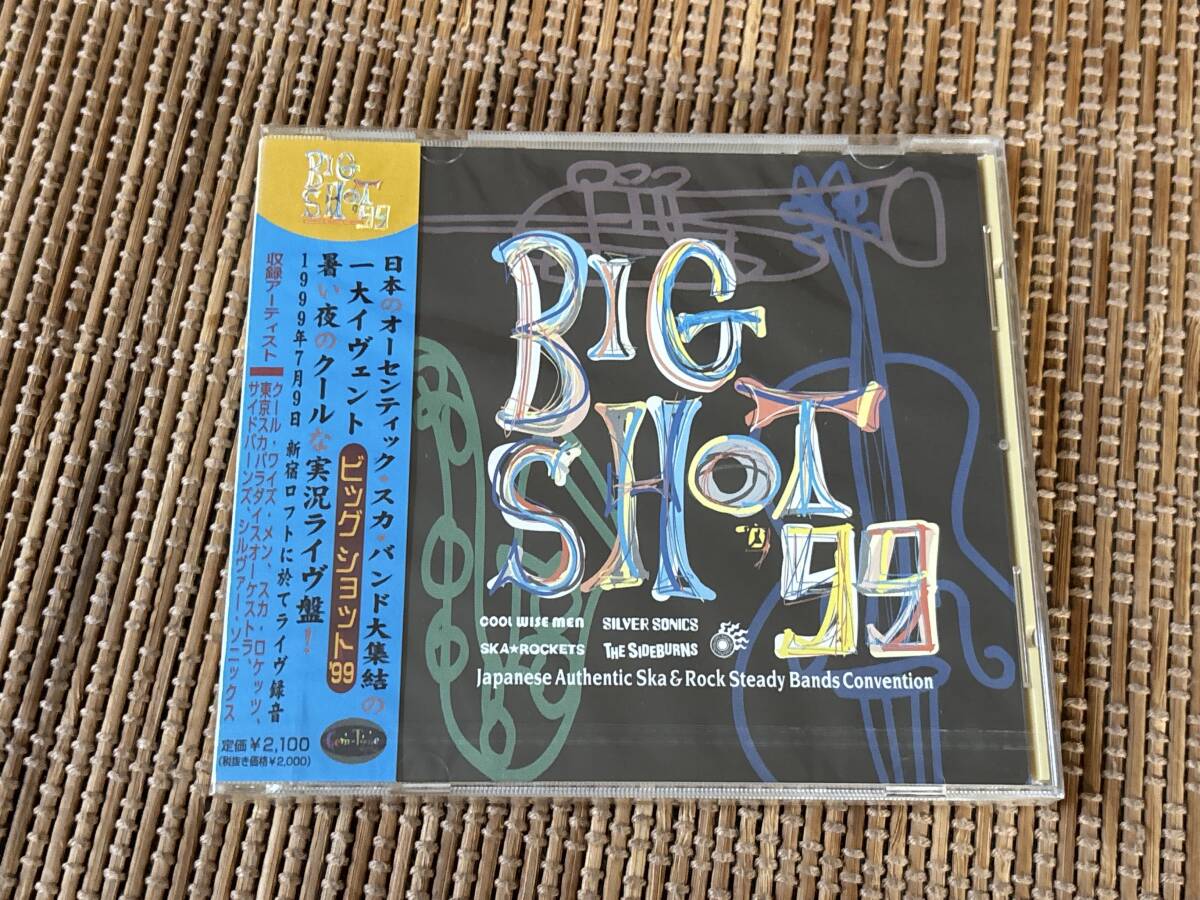 BIG
SHOT
'99
日本のオーセンティック・スカ・バンド大集結の
一大イヴェント ビッグ ショット'99
暑い夜のクールな実況ライヴ盤!
1999年7月9日 新宿ロフトに於てライヴ録音
収録アーティスト
クール・ワイズ・メン、スカ・ロケッツ、
東京スカパラダイスオーケストラ、
サイドバーンズ、シルヴァー・ソニックス
定価¥2,100
(税抜き価格¥2,000)
BIG
SHOT
'99
COOL WISE MEN
SILVER SONICS
SKA★ROCKETS
THE SIDEBURNS
Japanese Authentic Ska & Rock Steady Bands Convention